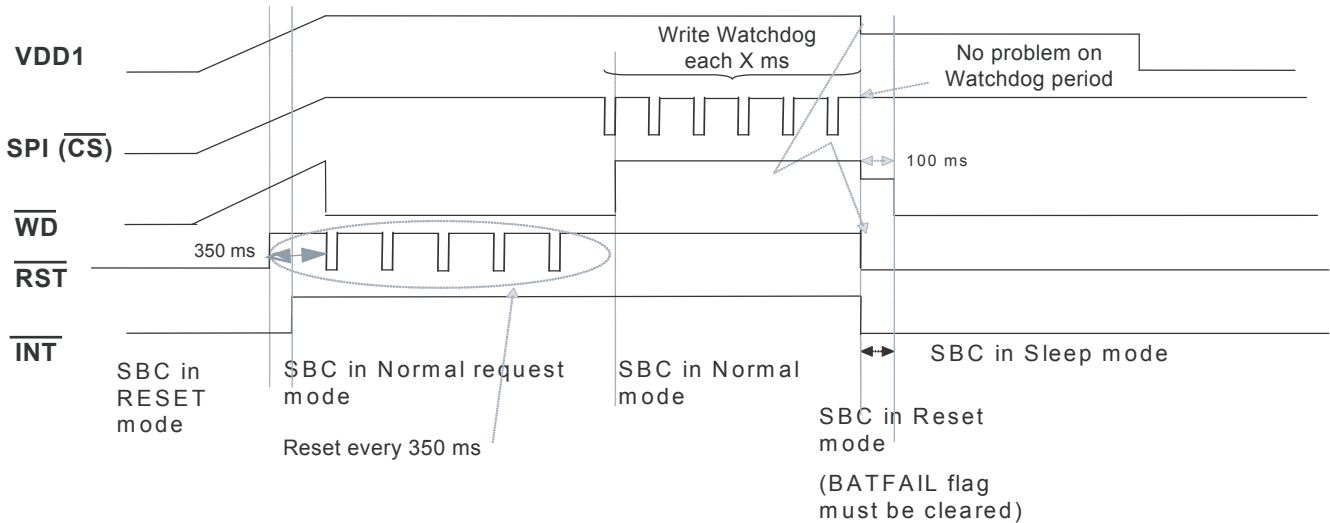 VDD1
Write Watchdog
each X ms
No problem on
Watchdog period
SPI (CS)
100 ms
WD
350 ms
RST
INT
SBC in
RESET
mode
SBC in Normal request
mode
SBC in Normal
mode
SBC in Sleep mode
SBC in Reset
mode
Reset every 350 ms
(BATFAIL flag
must be cleared)